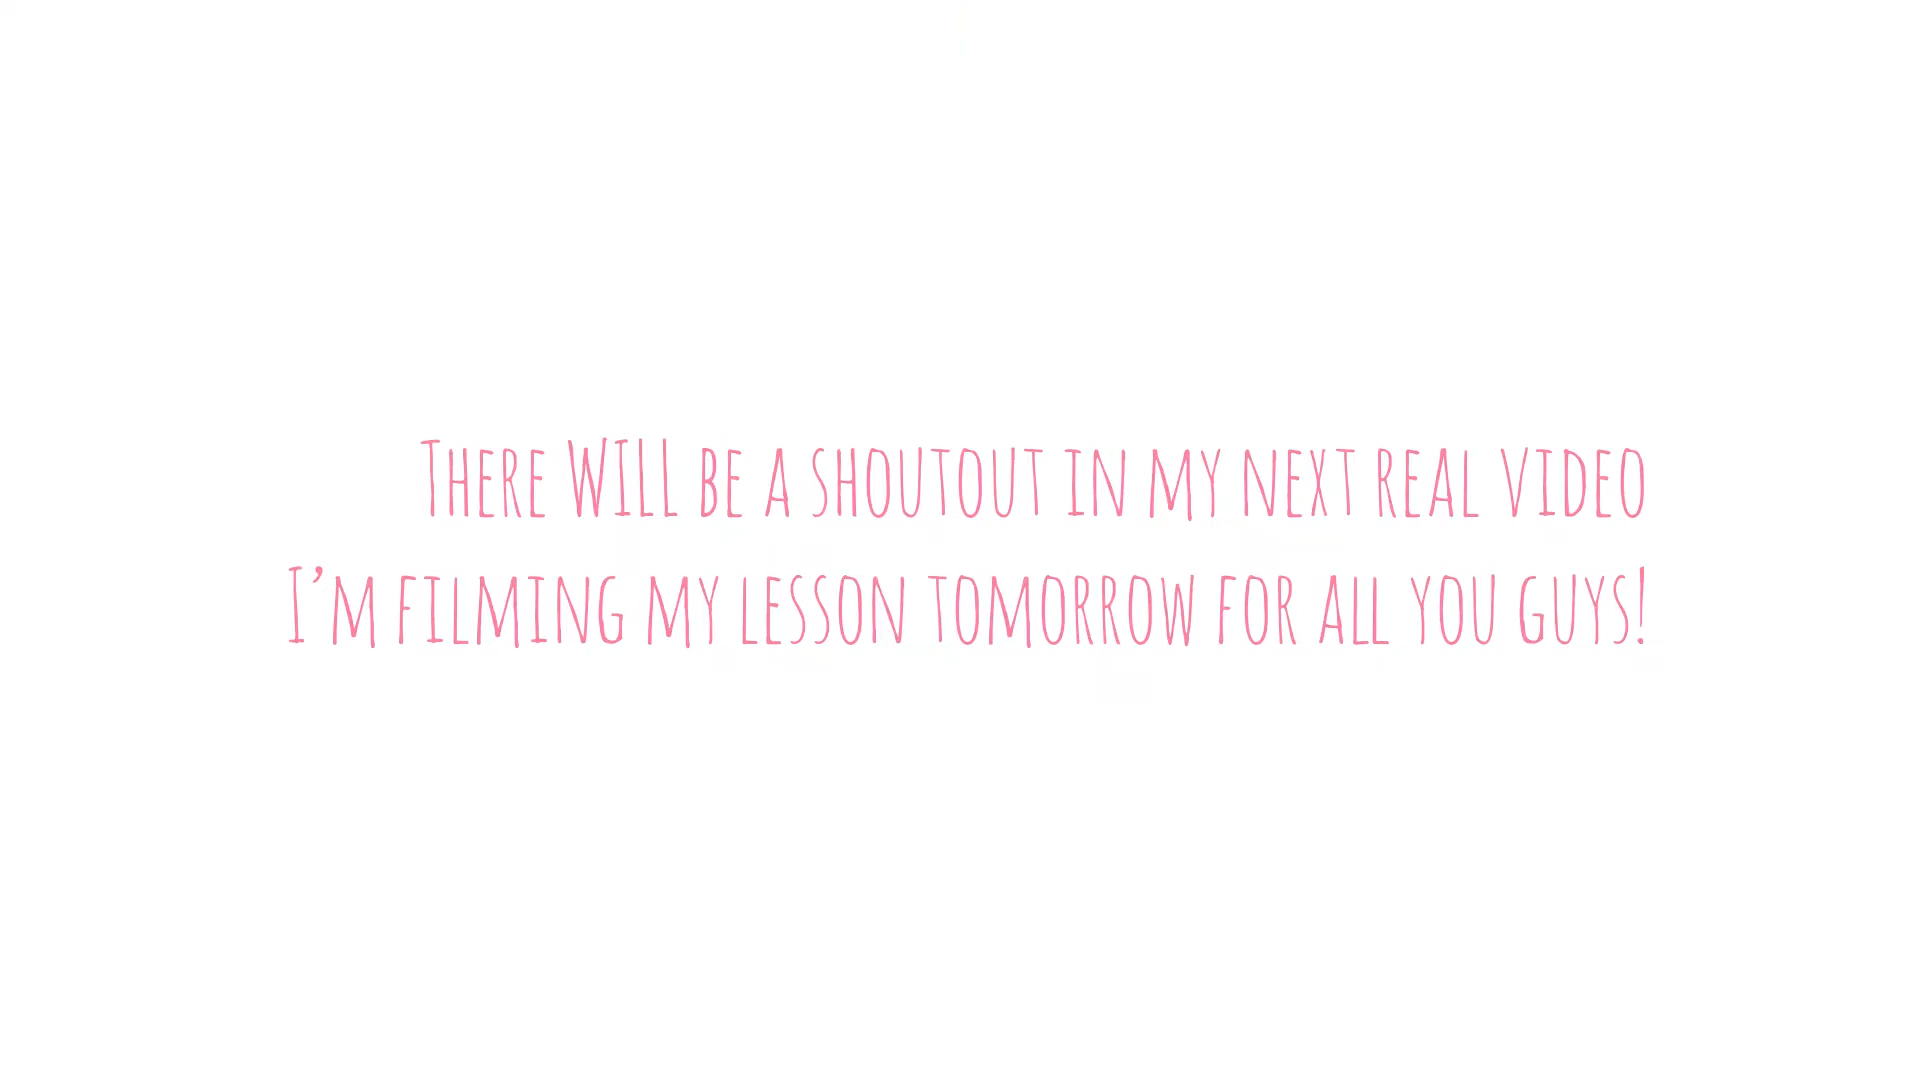 There WILL be a shoutout in my next real video
I'm filming my lesson tomorrow for all you guys!